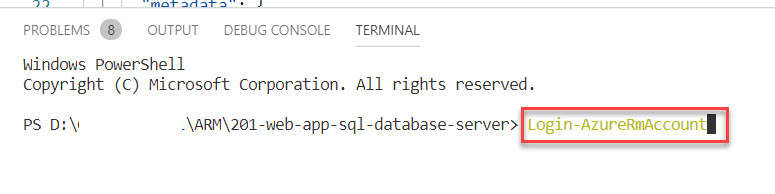 22 "metadata": {
PROBLEMS 8 OUTPUT DEBUG CONSOLE TERMINAL
Windows PowerShell
Copyright (C) Microsoft Corporation. All rights reserved.
PS D:\ .\ARM\201-web-app-sql-database-server> Login-AzureRmAccount